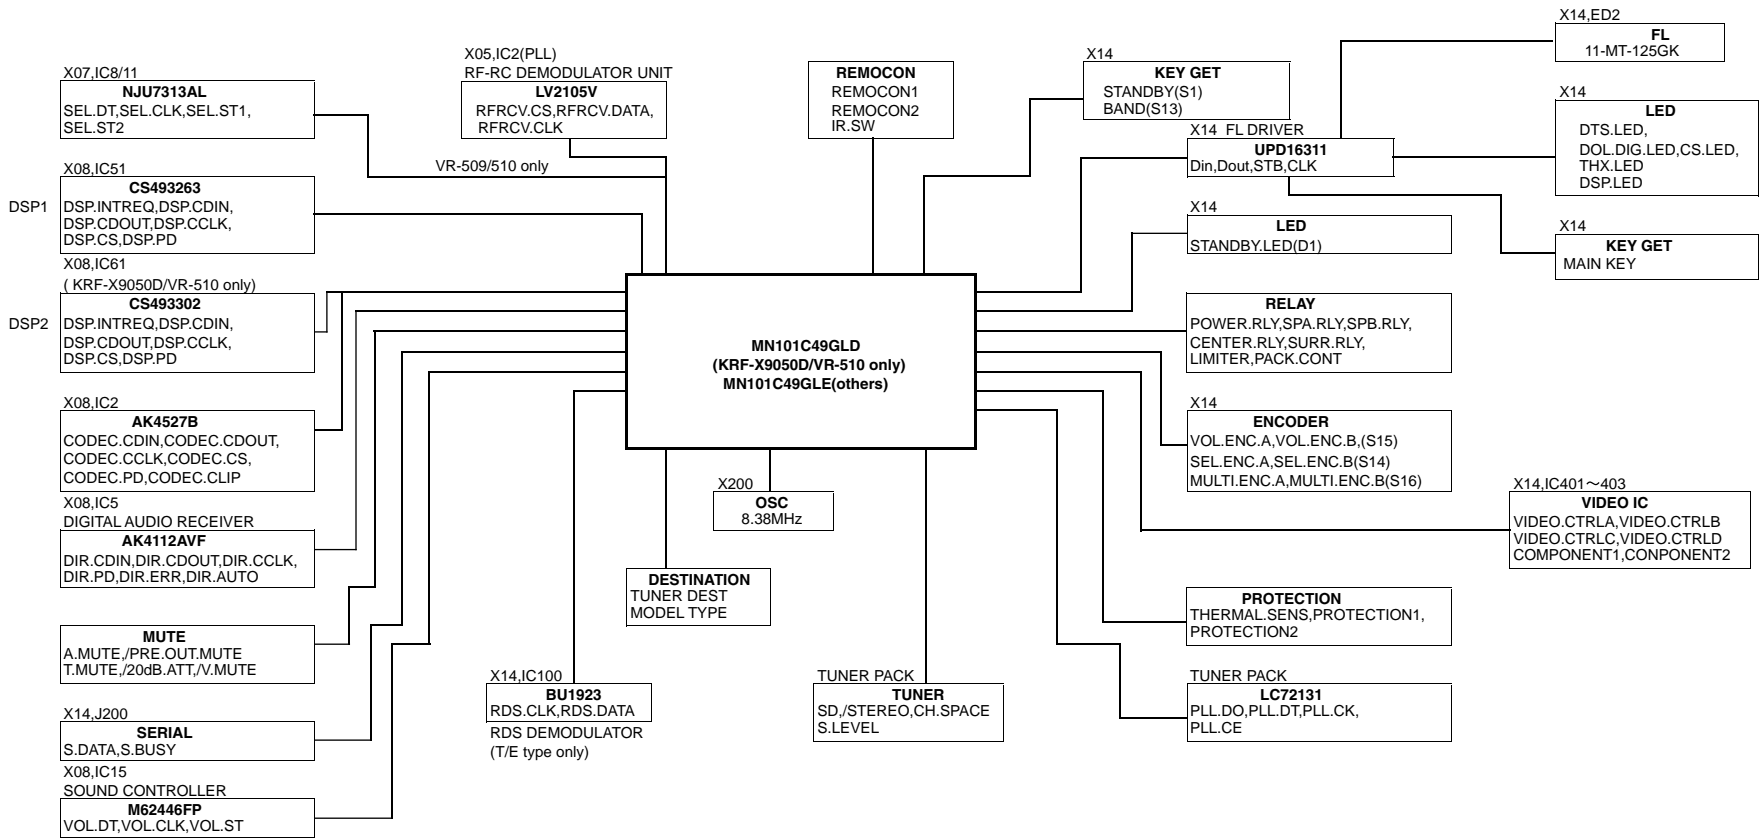 X07,IC8/11
NJU7313AL
SEL.DT,SEL.CLK,SEL.ST1,
SEL.ST2
X08,IC51
DSP1
CS493263
DSP.INTREQ,DSP.CDIN,
DSP.CDOUT,DSP.CCLK,
DSP.CS,DSP.PD
X08,IC61
( KRF-X9050D/VR-510 only)
DSP2
CS493302
DSP.INTREQ,DSP.CDIN,
DSP.CDOUT,DSP.CCLK,
DSP.CS,DSP.PD
X08,IC2
AK4527B
CODEC.CDIN,CODEC.CDOUT,
CODEC.CCLK,CODEC.CS,
CODEC.PD,CODEC.CLIP
X08,IC5
DIGITAL AUDIO RECEIVER
AK4112AVF
DIR.CDIN,DIR.CDOUT,DIR.CCLK,
DIR.PD,DIR.ERR,DIR.AUTO
MUTE
A.MUTE,/PRE.OUT.MUTE
T.MUTE,/20dB.ATT,/V.MUTE
X14,J200
SERIAL
S.DATA,S.BUSY
X08,IC15
SOUND CONTROLLER
M62446FP
VOL.DT,VOL.CLK,VOL.ST
X05,IC2(PLL)
RF-RC DEMODULATOR UNIT
LV2105V
RFRCV.CS,RFRCV.DATA,
RFRCV.CLK
VR-509/510 only
REMOCON
REMOCON1
REMOCON2
IR.SW
MN101C49GLD
(KRF-X9050D/VR-510 only)
MN101C49GLE(others)
X200
OSC
8.38MHz
DESTINATION
TUNER DEST
MODEL TYPE
X14,IC100
BU1923
RDS.CLK,RDS.DATA
RDS DEMODULATOR
(T/E type only)
TUNER PACK
TUNER
SD,/STEREO,CH.SPACE
S.LEVEL
X14
KEY GET
STANDBY(S1)
BAND(S13)
X14 FL DRIVER
UPD16311
Din,Dout,STB,CLK
X14
LED
STANDBY.LED(D1)
RELAY
POWER.RLY,SPA.RLY,SPB.RLY,
CENTER.RLY,SURR.RLY,
LIMITER,PACK.CONT
X14
ENCODER
VOL.ENC.A,VOL.ENC.B,(S15)
SEL.ENC.A,SEL.ENC.B(S14)
MULTI.ENC.A,MULTI.ENC.B(S16)
PROTECTION
THERMAL.SENS,PROTECTION1,
PROTECTION2
TUNER PACK
LC72131
PLL.DO,PLL.DT,PLL.CK,
PLL.CE
X14,ED2
FL
11-MT-125GK
X14
LED
DTS.LED,
DOL.DIG.LED,CS.LED,
THX.LED
DSP.LED
X14
KEY GET
MAIN KEY
X14,IC401～403
VIDEO IC
VIDEO.CTRLA,VIDEO.CTRLB
VIDEO.CTRLC,VIDEO.CTRLD
COMPONENT1,CONPONENT2